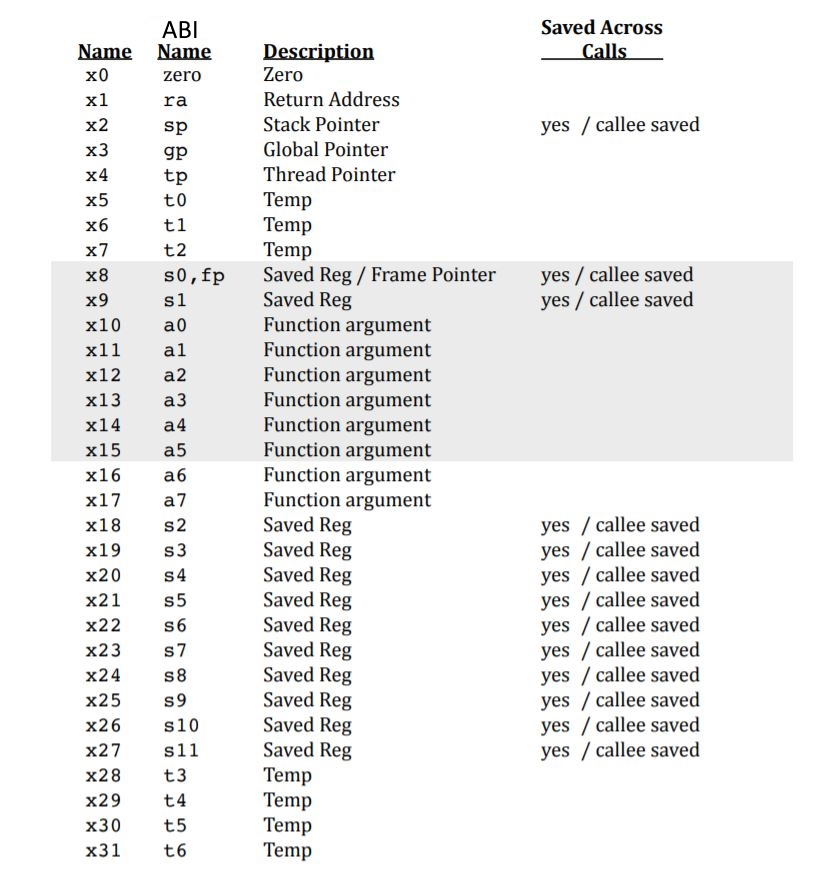 ABI Saved Across
Name Name Description Calls
x0 zero Zero
x1 ra Return Address
x2 sp Stack Pointer yes / callee saved
x3 gp Global Pointer
x4 tp Thread Pointer
x5 t0 Temp
x6 t1 Temp
x7 t2 Temp
x8 s0,fp Saved Reg / Frame Pointer yes / callee saved
x9 s1 Saved Reg yes / callee saved
x10 a0 Function argument
x11 a1 Function argument
x12 a2 Function argument
x13 a3 Function argument
x14 a4 Function argument
x15 a5 Function argument
x16 a6 Function argument
x17 a7 Function argument
x18 s2 Saved Reg yes / callee saved
x19 s3 Saved Reg yes / callee saved
x20 s4 Saved Reg yes / callee saved
x21 s5 Saved Reg yes / callee saved
x22 s6 Saved Reg yes / callee saved
x23 s7 Saved Reg yes / callee saved
x24 s8 Saved Reg yes / callee saved
x25 s9 Saved Reg yes / callee saved
x26 s10 Saved Reg yes / callee saved
x27 s11 Saved Reg yes / callee saved
x28 t3 Temp
x29 t4 Temp
x30 t5 Temp
x31 t6 Temp